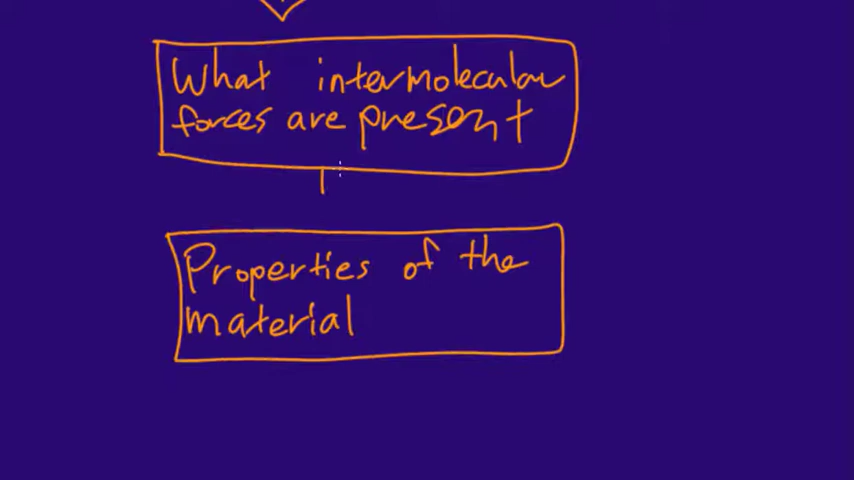 What intermolecular
forces are present
Properties of the
material